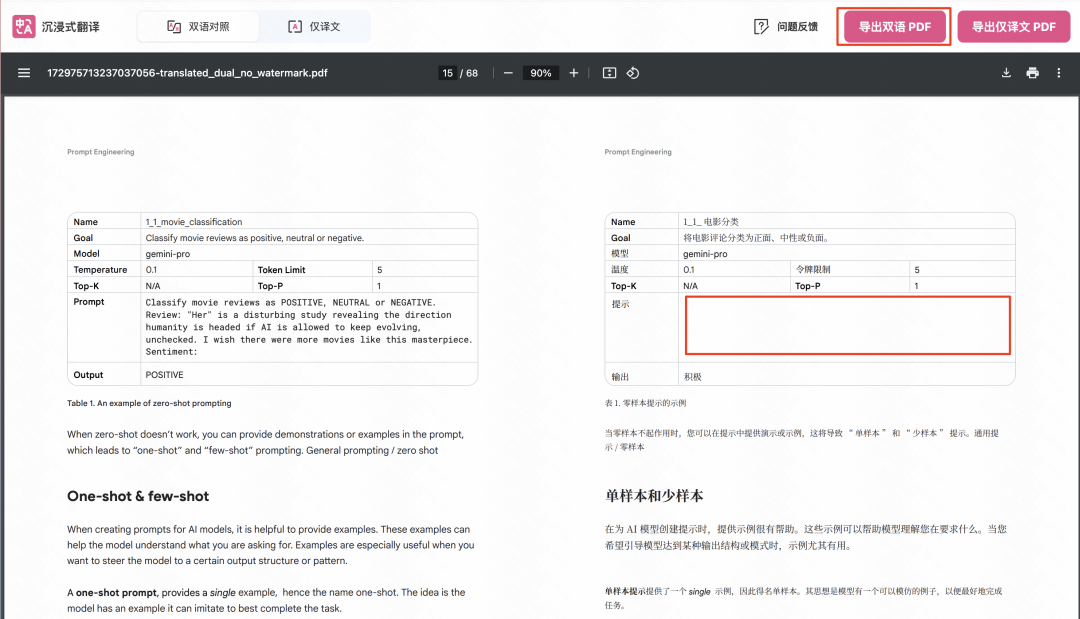 中文 A 沉浸式翻译
双语对照
仅译文
问题反馈
导出双语 PDF
导出仅译文 PDF
172975713237037056-translated_dual_no_watermark.pdf
15 / 68
90%
Prompt Engineering
Name 1_1_movie_classification
Goal Classify movie reviews as positive, neutral or negative.
Model gemini-pro
Temperature 0.1 Token Limit 5
Top-K N/A Top-P 1
Prompt Classify movie reviews as POSITIVE, NEUTRAL or NEGATIVE.
Review: "Her" is a disturbing study revealing the direction
humanity is headed if AI is allowed to keep evolving,
unchecked. I wish there were more movies like this masterpiece.
Sentiment:
Output POSITIVE
Table 1. An example of zero-shot prompting
When zero-shot doesn’t work, you can provide demonstrations or examples in the prompt,
which leads to “one-shot” and “few-shot” prompting. General prompting / zero shot
One-shot & few-shot
When creating prompts for AI models, it is helpful to provide examples. These examples can
help the model understand what you are asking for. Examples are especially useful when you
want to steer the model to a certain output structure or pattern.
A one-shot prompt, provides a single example, hence the name one-shot. The idea is the
model has an example it can imitate to best complete the task.
Prompt Engineering
Name 1_1_ 电影分类
Goal 将电影评论分类为正面、中性或负面。
模型 gemini-pro
温度 0.1 令牌限制 5
Top-K N/A Top-P 1
提示
输出 积极
表 1. 零样本提示的示例
当零样本不起作用时，您可以在提示中提供演示或示例，这将导致 “ 单样本 ” 和 “ 少样本 ” 提示。通用提
示 / 零样本
单样本和少样本
在为 AI 模型创建提示时，提供示例很有帮助。这些示例可以帮助模型理解您在要求什么。当您
希望引导模型达到某种输出结构或模式时，示例尤其有用。
单样本提示提供了一个 single 示例，因此得名单样本。其思想是模型有一个可以模仿的例子，以便最好地完成
任务。